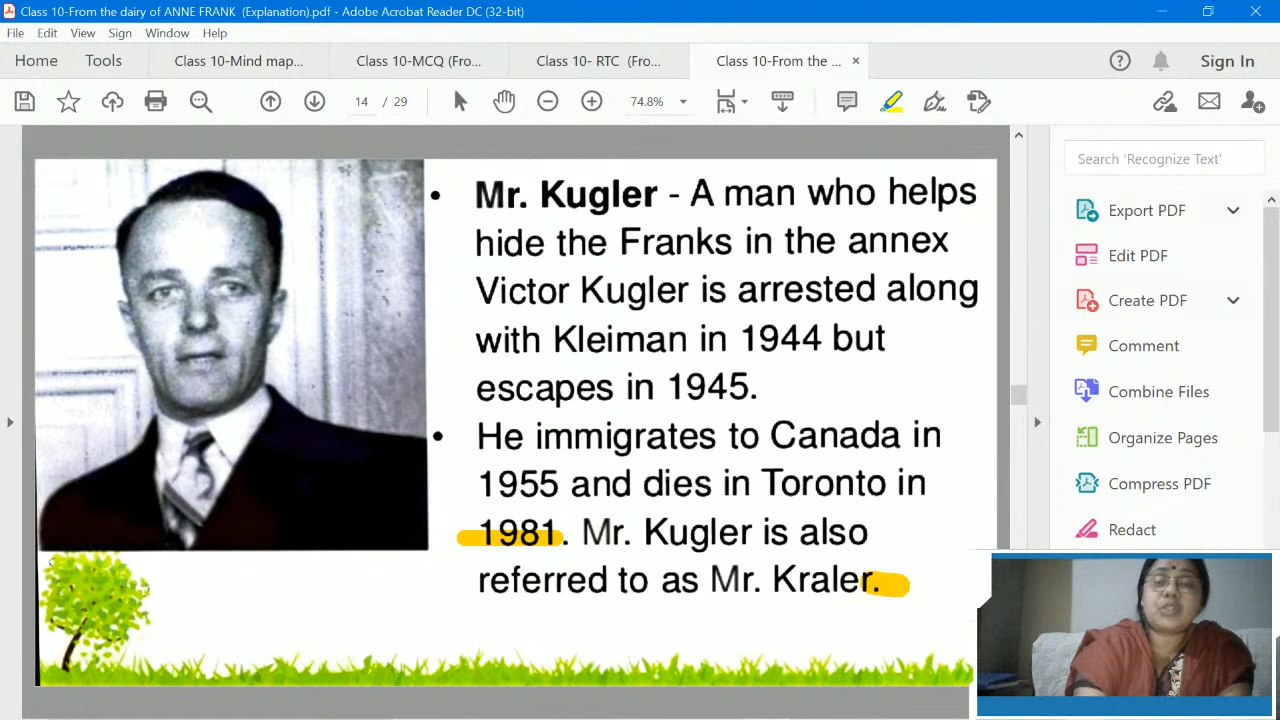 Class 10-From the dairy of ANNE FRANK (Explanation).pdf - Adobe Acrobat Reader DC (32-bit)
File Edit View Sign Window Help
Home Tools Class 10-Mind map... Class 10-MCQ (Fro... Class 10- RTC (Fro... Class 10-From the ... × Sign In
14 / 29 74.8%
Search 'Recognize Text'
Export PDF
Edit PDF
Create PDF
Comment
Combine Files
Organize Pages
Compress PDF
Redact
• Mr. Kugler - A man who helps
hide the Franks in the annex
Victor Kugler is arrested along
with Kleiman in 1944 but
escapes in 1945.
• He immigrates to Canada in
1955 and dies in Toronto in
1981. Mr. Kugler is also
referred to as Mr. Kraler.